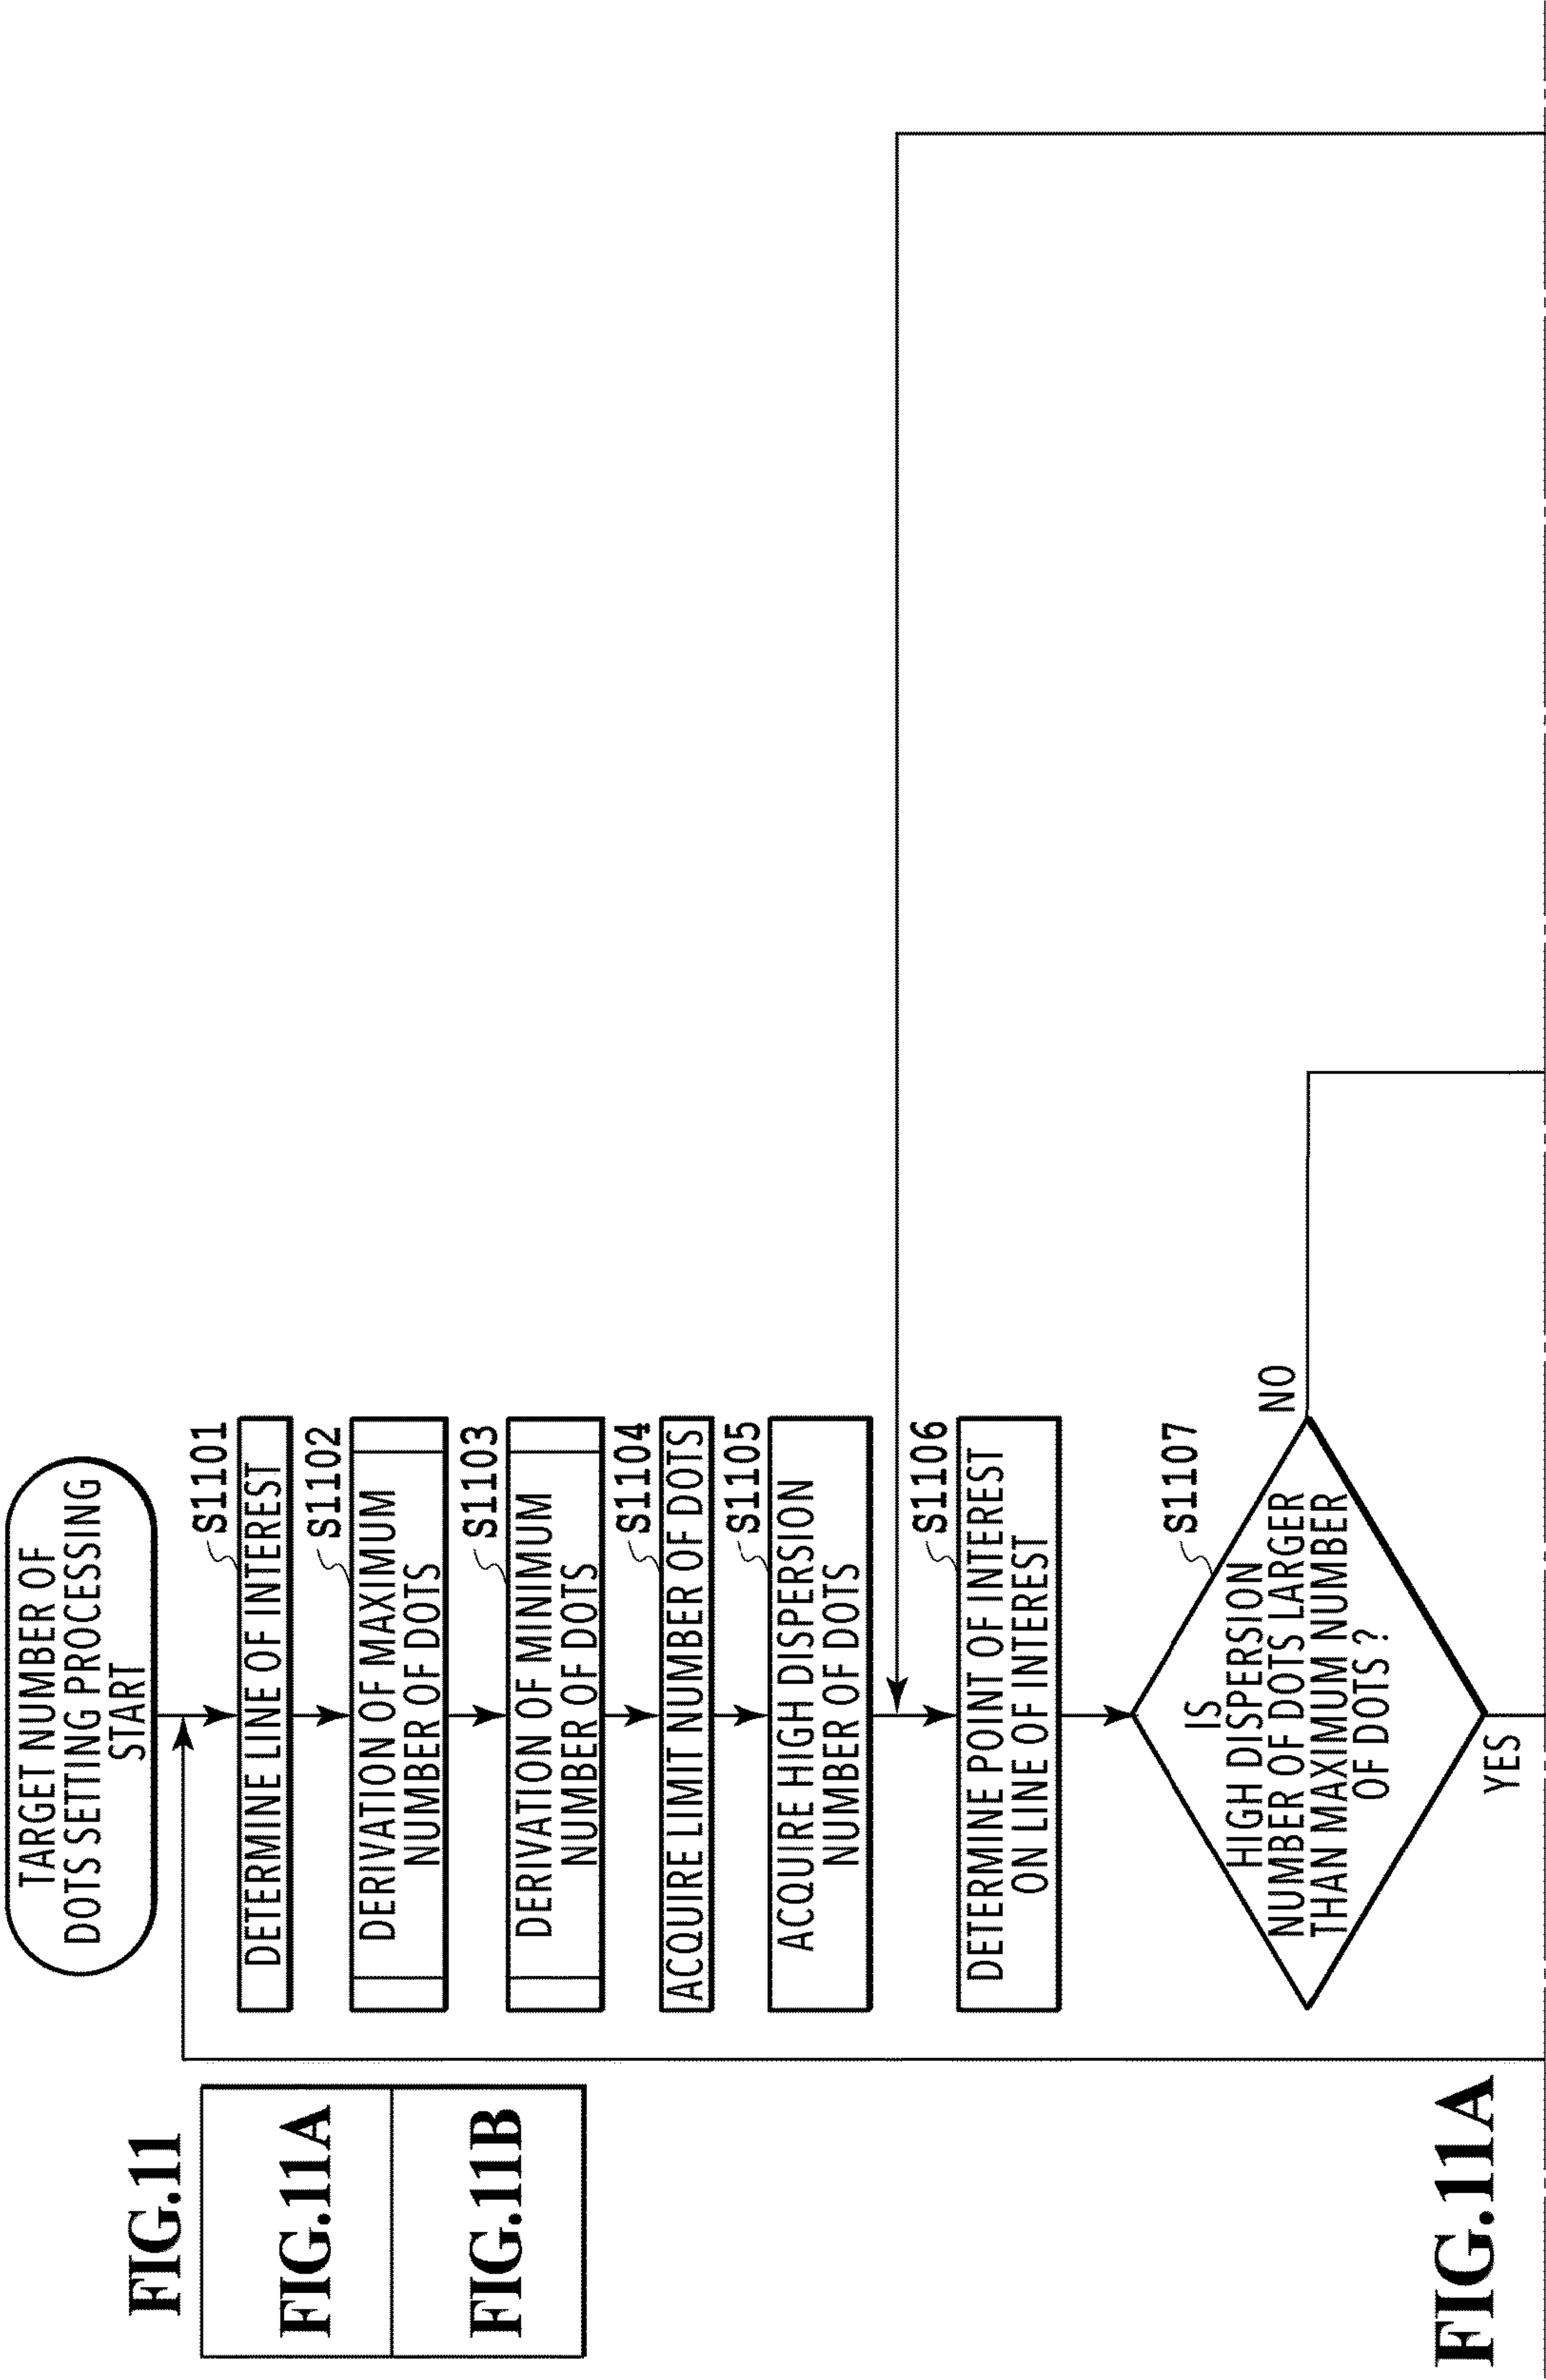 FIG.11
FIG.11A
FIG.11B
TARGET NUMBER OF
DOTS SETTING PROCESSING
START
S1101
DETERMINE LINE OF INTEREST
S1102
DERIVATION OF MAXIMUM
NUMBER OF DOTS
S1103
DERIVATION OF MINIMUM
NUMBER OF DOTS
S1104
ACQUIRE LIMIT NUMBER OF DOTS
S1105
ACQUIRE HIGH DISPERSION
NUMBER OF DOTS
S1106
DETERMINE POINT OF INTEREST
ON LINE OF INTEREST
S1107
IS
HIGH DISPERSION
NUMBER OF DOTS LARGER
THAN MAXIMUM NUMBER
OF DOTS ?
NO
YES
FIG.11A